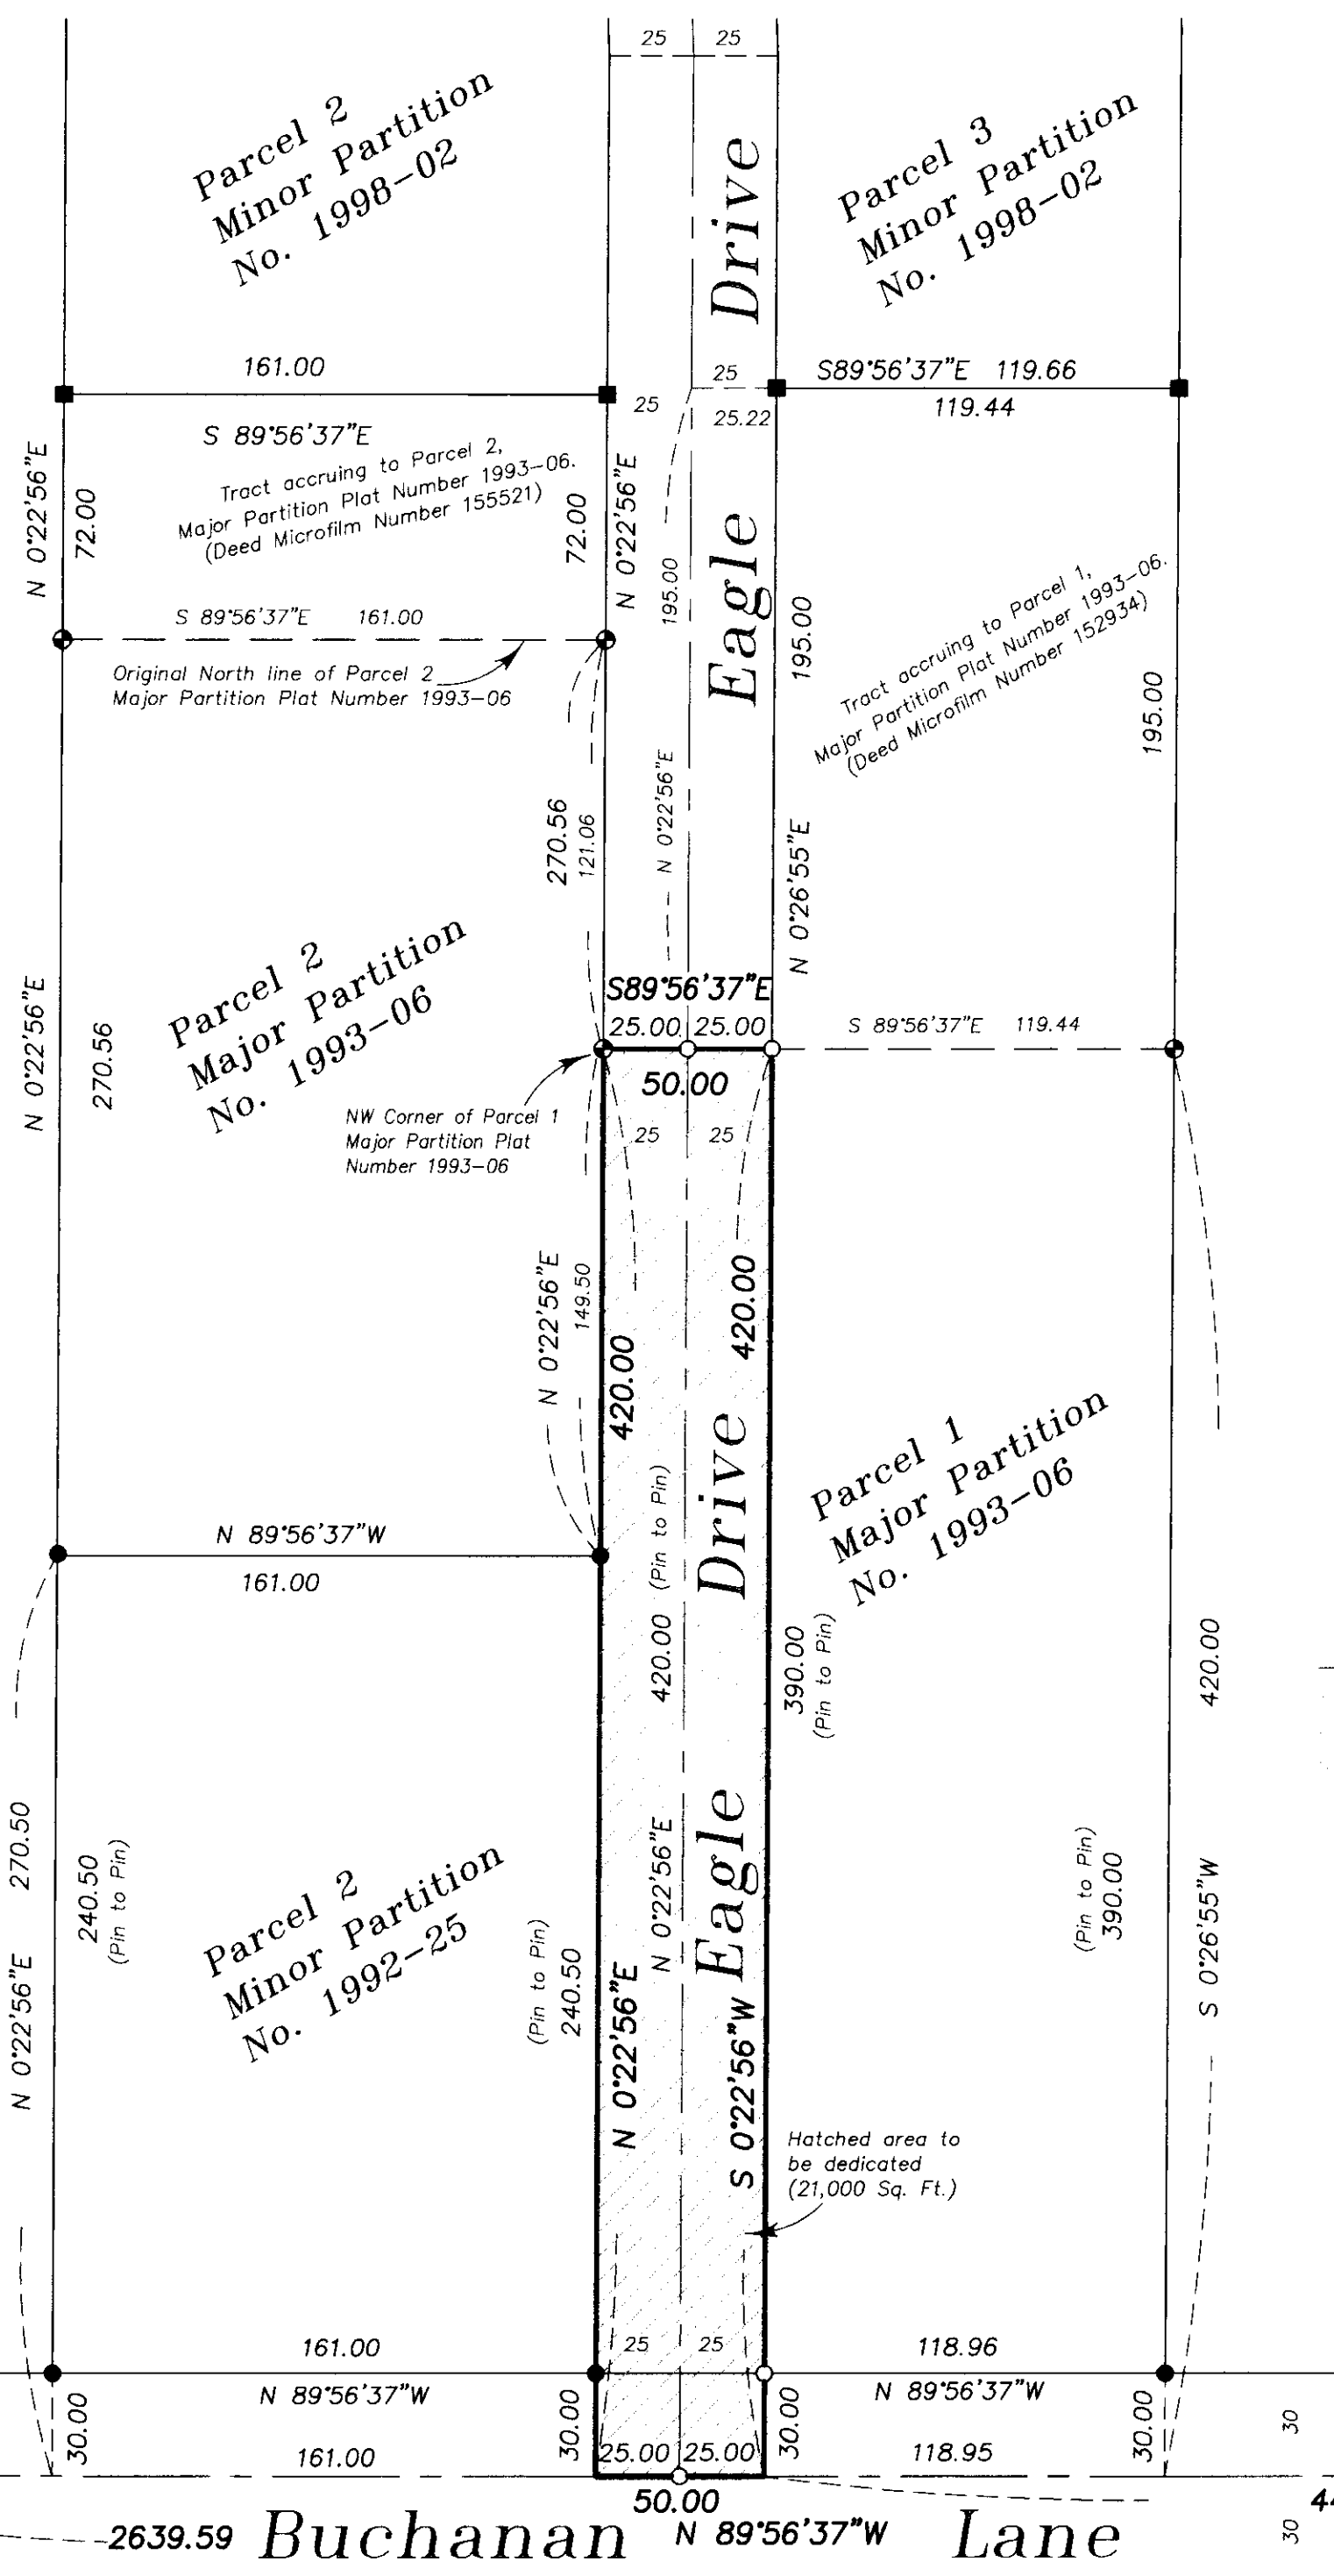 25 25
Parcel 2
Minor Partition
No. 1998-02
Drive
Parcel 3
Minor Partition
No. 1998-02
161.00
25
S89°56'37"E 119.66
25
25.22
119.44
S 89°56'37"E
N 0°22'56"E
72.00
Tract accruing to Parcel 2,
Major Partition Plat Number 1993-06.
(Deed Microfilm Number 155521)
72.00
N 0°22'56"E
195.00
Eagle
195.00
Tract accruing to Parcel 1,
Major Partition Plat Number 1993-06.
(Deed Microfilm Number 152934)
195.00
S 89°56'37"E 161.00
Original North line of Parcel 2
Major Partition Plat Number 1993-06
270.56
121.06
N 0°22'56"E
N 0°26'55"E
N 0°22'56"E
270.56
Parcel 2
Major Partition
No. 1993-06
S89°56'37"E
25.00 25.00
S 89°56'37"E 119.44
50.00
NW Corner of Parcel 1
Major Partition Plat
Number 1993-06
25 25
N 0°22'56"E
149.50
420.00
420.00
420.00 (Pin to Pin)
Drive
Parcel 1
Major Partition
No. 1993-06
N 89°56'37"W
161.00
390.00
(Pin to Pin)
420.00
N 0°22'56"E 270.50
240.50
(Pin to Pin)
Parcel 2
Minor Partition
No. 1992-25
(Pin to Pin)
240.50
N 0°22'56"E
N 0°22'56"E
Eagle
S 0°22'56"W
(Pin to Pin)
390.00
S 0°26'55"W
Hatched area to
be dedicated
(21,000 Sq. Ft.)
161.00
25 25
118.96
N 89°56'37"W
N 89°56'37"W
30.00
30.00
30.00
30.00
30
161.00
25.00 25.00
118.95
50.00
2639.59
Buchanan
N 89°56'37"W
Lane
44
30